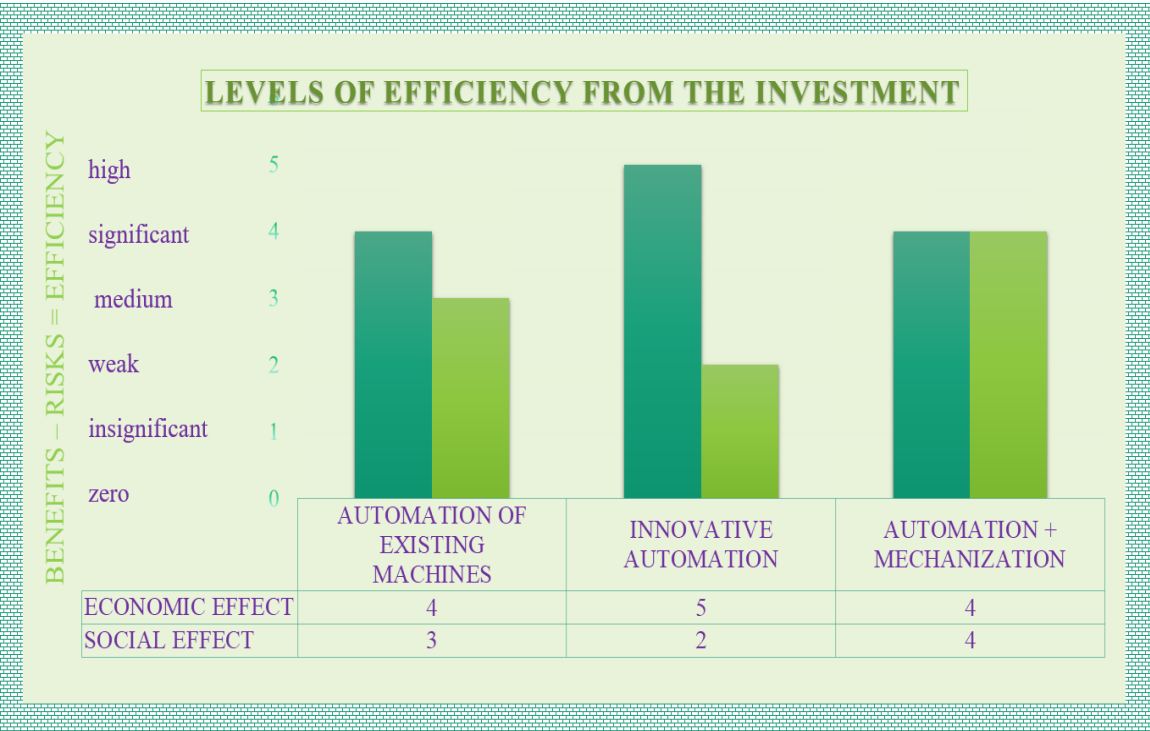 LEVELS OF EFFICIENCY FROM THE INVESTMENT
BENEFITS – RISKS = EFFICIENCY
high
5
significant
4
medium
3
weak
2
insignificant
1
zero
0
AUTOMATION OF
EXISTING
MACHINES
INNOVATIVE
AUTOMATION
AUTOMATION +
MECHANIZATION
ECONOMIC EFFECT 4 5 4
SOCIAL EFFECT 3 2 4